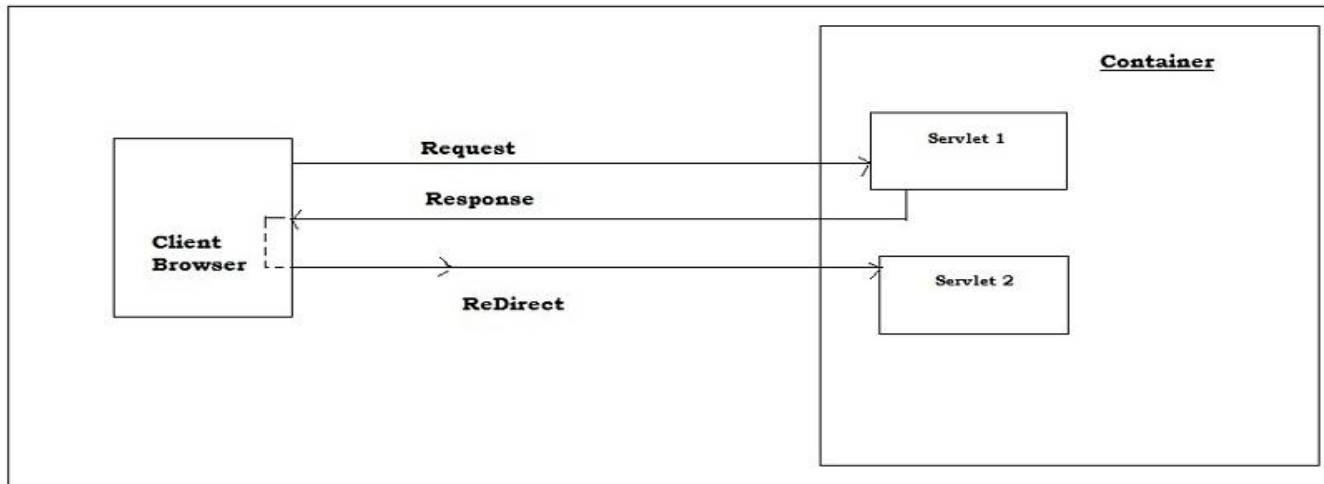 Container
Servlet 1
Request
Response
Client
Browser
Servlet 2
ReDirect